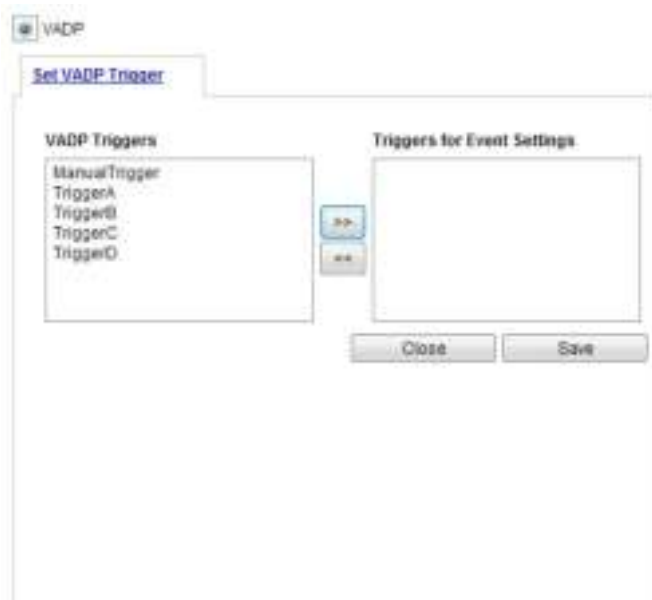 VADP
Set VADP Trigger
VADP Triggers
Triggers for Event Settings
ManualTrigger
TriggerA
TriggerB
TriggerC
TriggerD
>>
<<
Close
Save